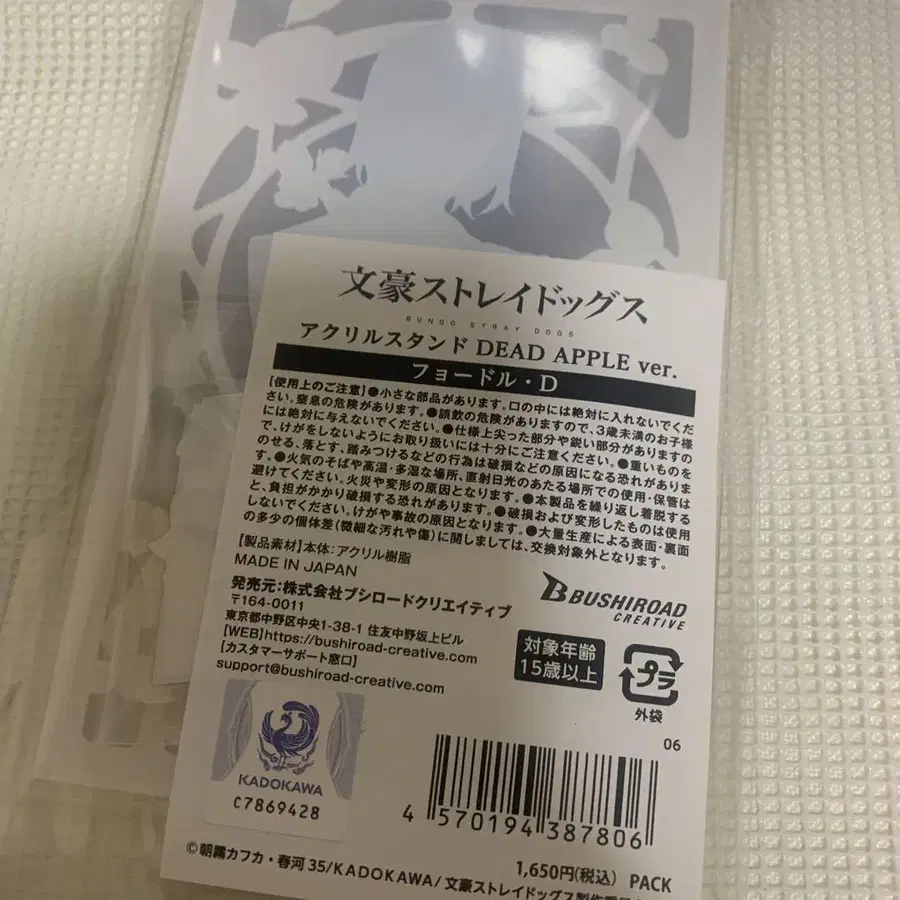 文豪ストレイドッグス
BUNGO STRAY DOGS
アクリルスタンド DEAD APPLE ver.
フョードル・D
【使用上のご注意】●小さな部品があります。口の中には絶対に入れないでくだ
さい。窒息の危険があります。●誤飲の危険がありますので、3歳未満のお子様
には絶対に与えないでください。●仕様上尖った部分や鋭い部分がありますの
で、けがをしないようにお取り扱いには十分にご注意ください。●重いものを
のせる、落とす、踏みつけるなどの行為は破損などの原因になる恐れがありま
す。●火気のそばや高温・多湿な場所、直射日光のあたる場所での使用・保管は
避けてください。火災や変形の原因となります。●本製品を繰り返し着脱する
と、負担がかかり破損する恐れがあります。●破損および変形したものは使用
しないでください。けがや事故の原因となります。●大量生産による表面・裏面
の多少の個体差(微細な汚れや傷)に関しましては、交換対象外となります。
【製品素材】本体:アクリル樹脂
MADE IN JAPAN
発売元:株式会社ブシロードクリエイティブ
〒164-0011
東京都中野区中央1-38-1 住友中野坂上ビル
【WEB】https://bushiroad-creative.com
【カスタマーサポート窓口】
support@bushiroad-creative.com
BUSHIROAD
CREATIVE
対象年齢
15歳以上
プラ
外袋
06
KADOKAWA
C7869428
4 570194 387806
1,650円(税込) PACK
©朝霧カフカ・春河35/KADOKAWA/文豪ストレイドッグス製作委員